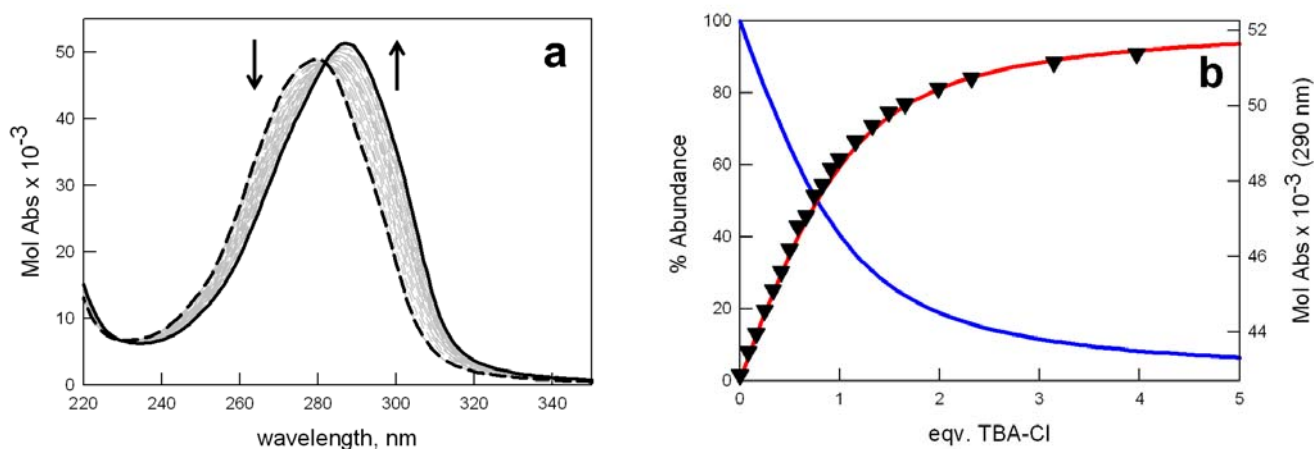 a
50
40
30
20
10
0
Mol Abs x 10⁻³
220 240 260 280 300 320 340
wavelength, nm
b
100
80
60
40
20
0
% Abundance
0 1 2 3 4 5
eqv. TBA-Cl
52
50
48
46
44
Mol Abs x 10⁻³ (290 nm)